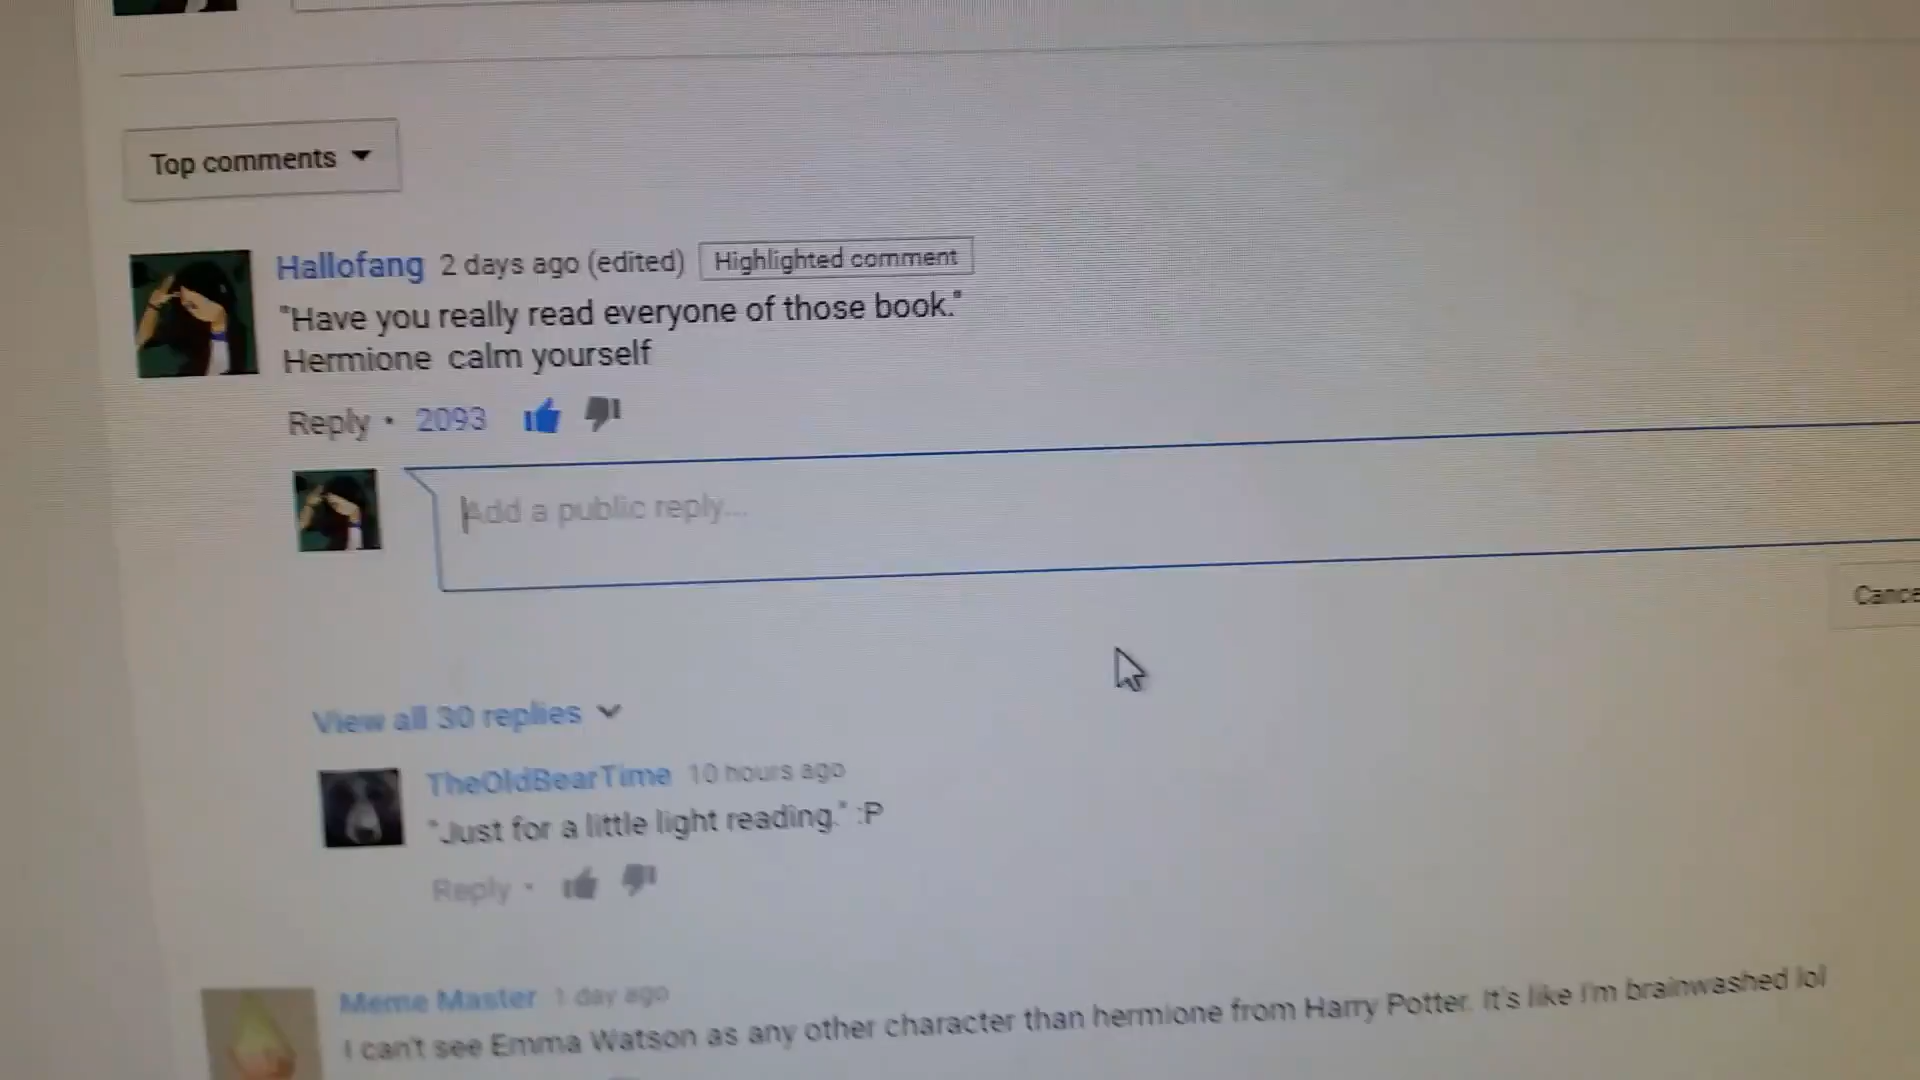 Top comments
Hallofang 2 days ago (edited) Highlighted comment
"Have you really read everyone of those book."
Hermione calm yourself
Reply • 2093
Add a public reply...
Cance
View all 30 replies
TheOldBearTime 10 hours ago
"Just for a little light reading." :P
Reply •
Meme Master 1 day ago
I can't see Emma Watson as any other character than hermione from Harry Potter. It's like I'm brainwashed lol